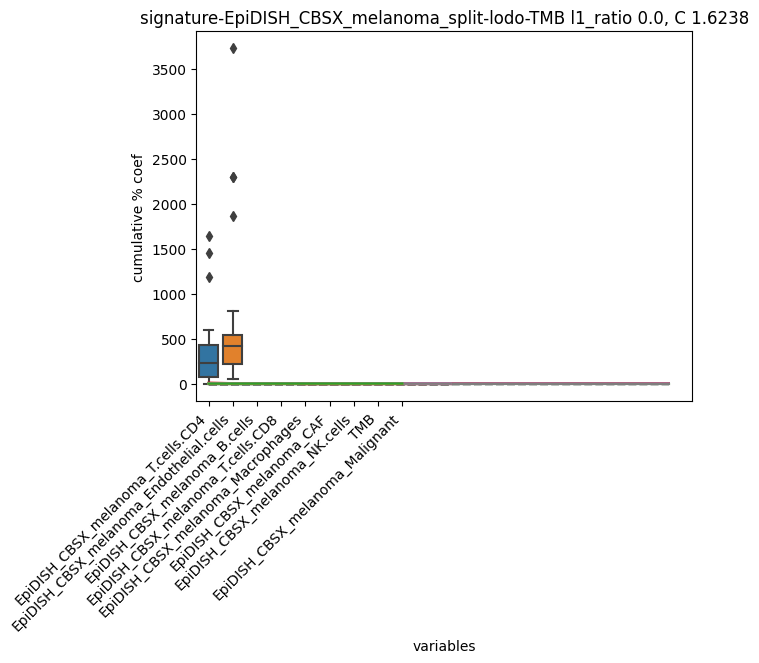 signature-EpiDISH_CBSX_melanoma_split-lodo-TMB l1_ratio 0.0, C 1.6238
cumulative % coef
3500
3000
2500
2000
1500
1000
500
0
EpiDISH_CBSX_melanoma_T.cells.CD4
EpiDISH_CBSX_melanoma_Endothelial.cells
EpiDISH_CBSX_melanoma_B.cells
EpiDISH_CBSX_melanoma_T.cells.CD8
EpiDISH_CBSX_melanoma_Macrophages
EpiDISH_CBSX_melanoma_CAF
EpiDISH_CBSX_melanoma_NK.cells
TMB
EpiDISH_CBSX_melanoma_Malignant
variables